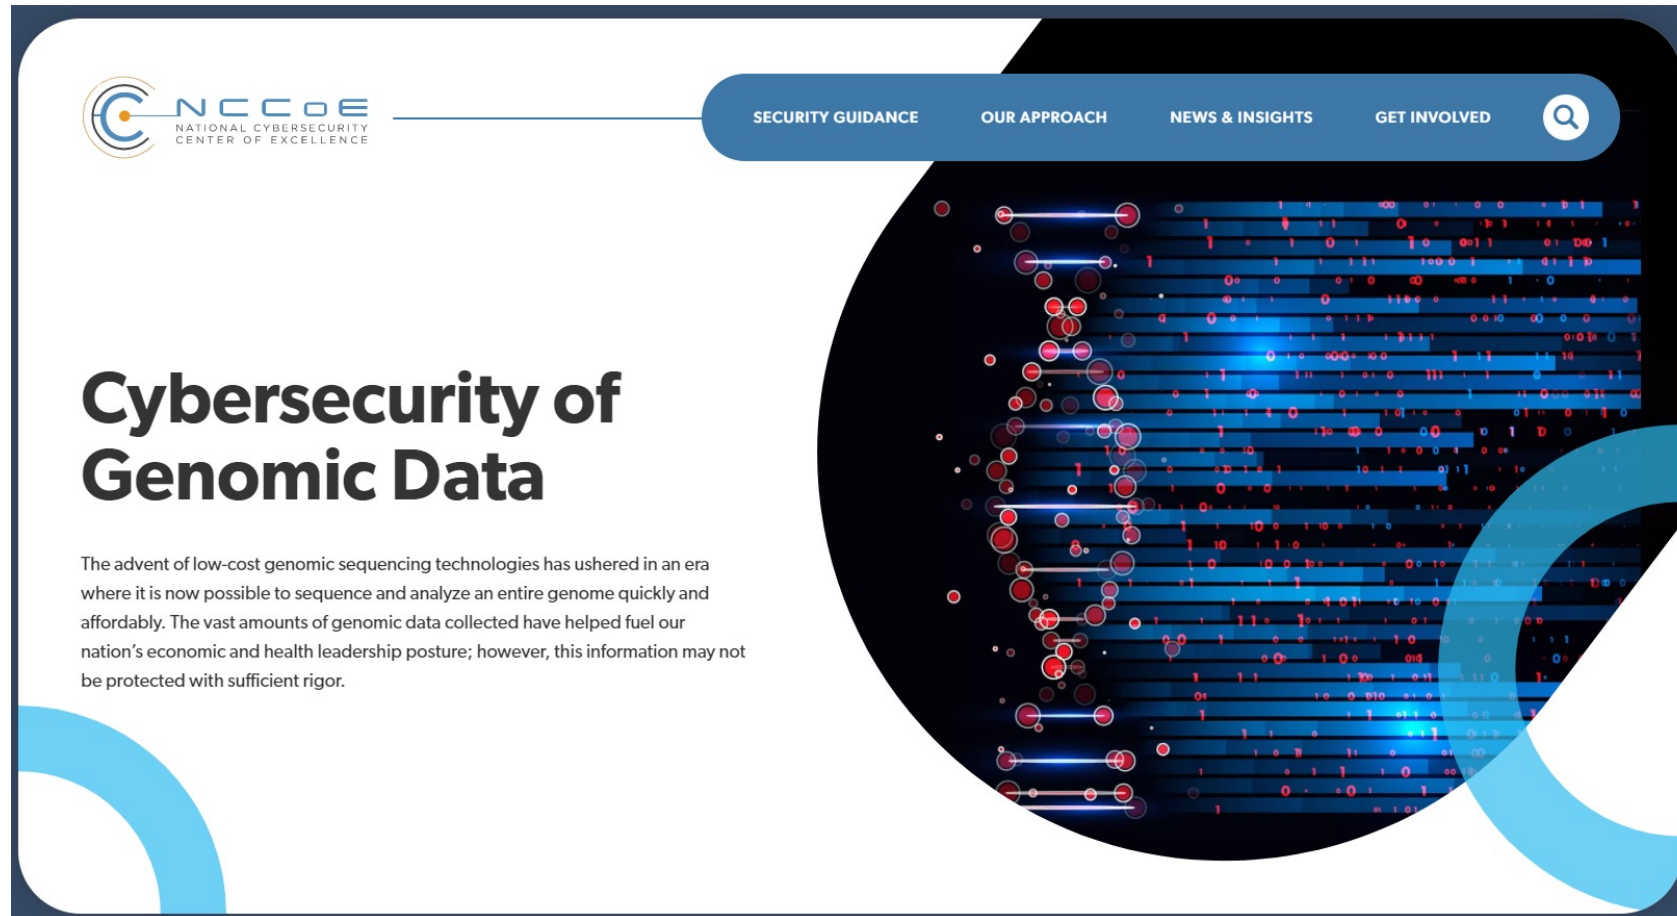 NCCoE
NATIONAL CYBERSECURITY
CENTER OF EXCELLENCE
SECURITY GUIDANCE
OUR APPROACH
NEWS & INSIGHTS
GET INVOLVED
Cybersecurity of
Genomic Data
The advent of low-cost genomic sequencing technologies has ushered in an era
where it is now possible to sequence and analyze an entire genome quickly and
affordably. The vast amounts of genomic data collected have helped fuel our
nation’s economic and health leadership posture; however, this information may not
be protected with sufficient rigor.